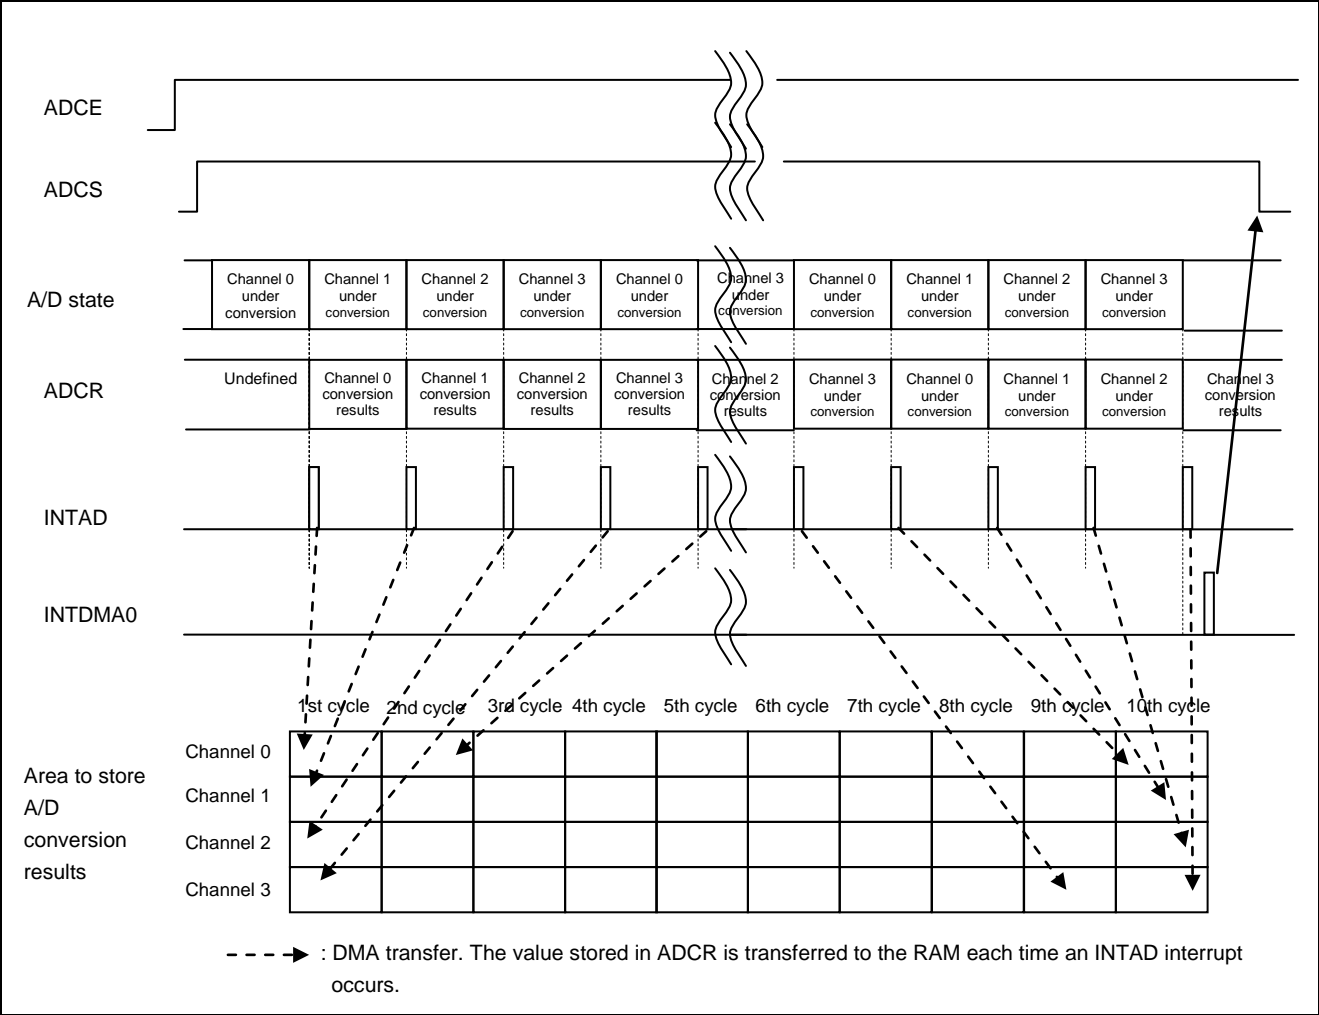 ADCE
ADCS
A/D state
Channel 0
under
conversion
Channel 1
under
conversion
Channel 2
under
conversion
Channel 3
under
conversion
Channel 0
under
conversion
Channel 3
under
conversion
Channel 0
under
conversion
Channel 1
under
conversion
Channel 2
under
conversion
Channel 3
under
conversion
ADCR
Undefined
Channel 0
conversion
results
Channel 1
conversion
results
Channel 2
conversion
results
Channel 3
conversion
results
Channel 2
conversion
results
Channel 3
under
conversion
Channel 0
under
conversion
Channel 1
under
conversion
Channel 2
under
conversion
Channel 3
conversion
results
INTAD
INTDMA0
1st cycle 2nd cycle 3rd cycle 4th cycle 5th cycle 6th cycle 7th cycle 8th cycle 9th cycle 10th cycle
Area to store
A/D
conversion
results
Channel 0
Channel 1
Channel 2
Channel 3
: DMA transfer. The value stored in ADCR is transferred to the RAM each time an INTAD interrupt
occurs.